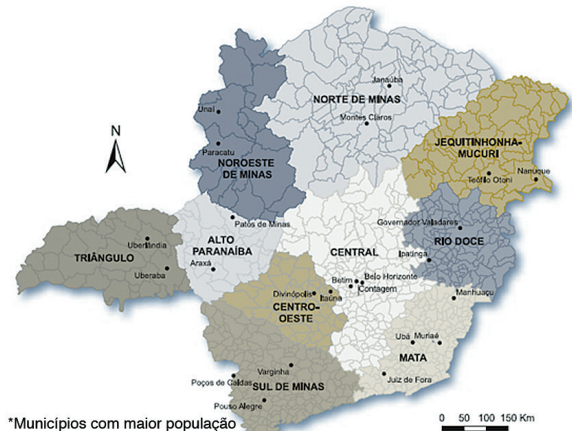 Janaúba
NORTE DE MINAS
Montes Claros
Unaí
Paracatu
NOROESTE
DE MINAS
N
JEQUITINHONHA-
MUCURI
Teófilo Otoni
Nanuque
Patos de Minas
ALTO
PARANAÍBA
Araxá
Uberlândia
TRIÂNGULO
Uberaba
Governador Valadares
RIO DOCE
Ipatinga
CENTRAL
Belo Horizonte
Betim
Contagem
Manhuaçu
Divinópolis
Itaúna
CENTRO-
OESTE
Ubá
Muriaé
MATA
Juiz de Fora
Varginha
Poços de Caldas
SUL DE MINAS
Pouso Alegre
*Municípios com maior população
0 50 100 150 Km